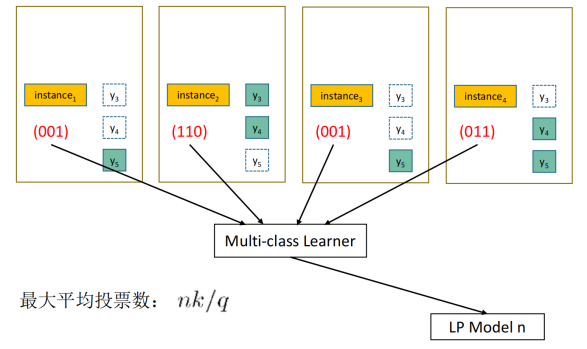 instance₁ y₃ instance₂ y₃ instance₃ y₃ instance₄ y₃
(001) y₄ (110) y₄ (001) y₄ (011) y₄
y₅ y₅ y₅ y₅
Multi-class Learner
最大平均投票数： nk/q
LP Model n